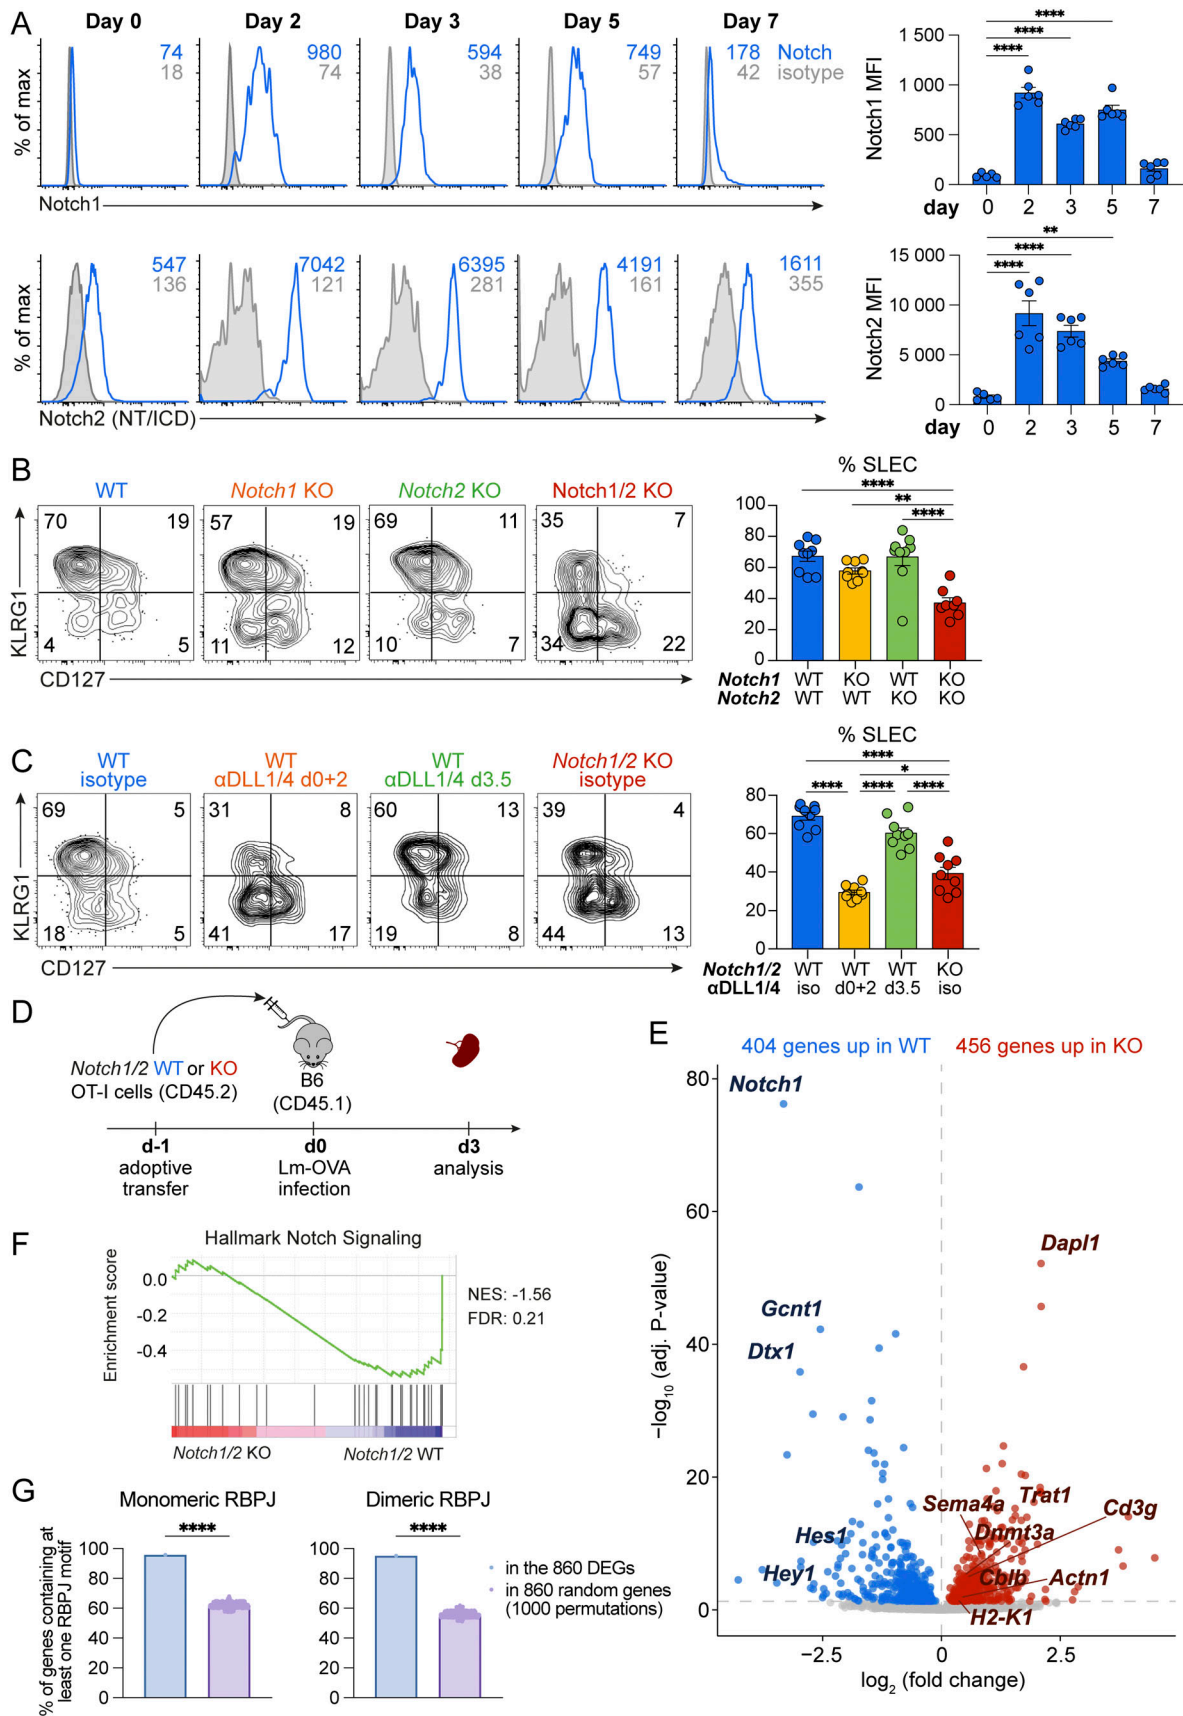 A
Day 0
Day 2
Day 3
Day 5
Day 7
74
18
980
74
594
38
749
57
178 Notch
42 isotype
% of max
Notch1
547
136
7042
121
6395
281
4191
161
1611
355
% of max
Notch2 (NT/ICD)
****
****
****
1 500
1 000
500
0
Notch1 MFI
day 0 2 3 5 7
**
****
****
15 000
10 000
5 000
0
Notch2 MFI
day 0 2 3 5 7
B
WT
Notch1 KO
Notch2 KO
Notch1/2 KO
70 19
4 5
57 19
11 12
69 11
10 7
35 7
34 22
KLRG1
CD127
% SLEC
****
**
****
100
80
60
40
20
0
Notch1 WT KO WT KO
Notch2 WT WT KO KO
C
WT
isotype
WT
αDLL1/4 d0+2
WT
αDLL1/4 d3.5
Notch1/2 KO
isotype
69 5
18 5
31 8
41 17
60 13
19 8
39 4
44 13
KLRG1
CD127
% SLEC
****
*
**** **** ****
80
60
40
20
0
Notch1/2 WT WT WT KO
αDLL1/4 iso d0+2 d3.5 iso
D
Notch1/2 WT or KO
OT-I cells (CD45.2)
B6
(CD45.1)
d-1
adoptive
transfer
d0
Lm-OVA
infection
d3
analysis
E
404 genes up in WT
456 genes up in KO
80
60
40
20
0
−log10 (adj. P-value)
Notch1
Dapl1
Gcnt1
Dtx1
Sema4a
Trat1
Cd3g
Dnmt3a
Hes1
Hey1
Cblb
Actn1
H2-K1
−2.5 0 2.5
log2 (fold change)
F
Hallmark Notch Signaling
Enrichment score
0.0
-0.2
-0.4
NES: -1.56
FDR: 0.21
Notch1/2 KO
Notch1/2 WT
G
% of genes containing at
least one RBPJ motif
Monomeric RBPJ
****
100
80
60
40
20
0
Dimeric RBPJ
****
100
80
60
40
20
0
in the 860 DEGs
in 860 random genes
(1000 permutations)